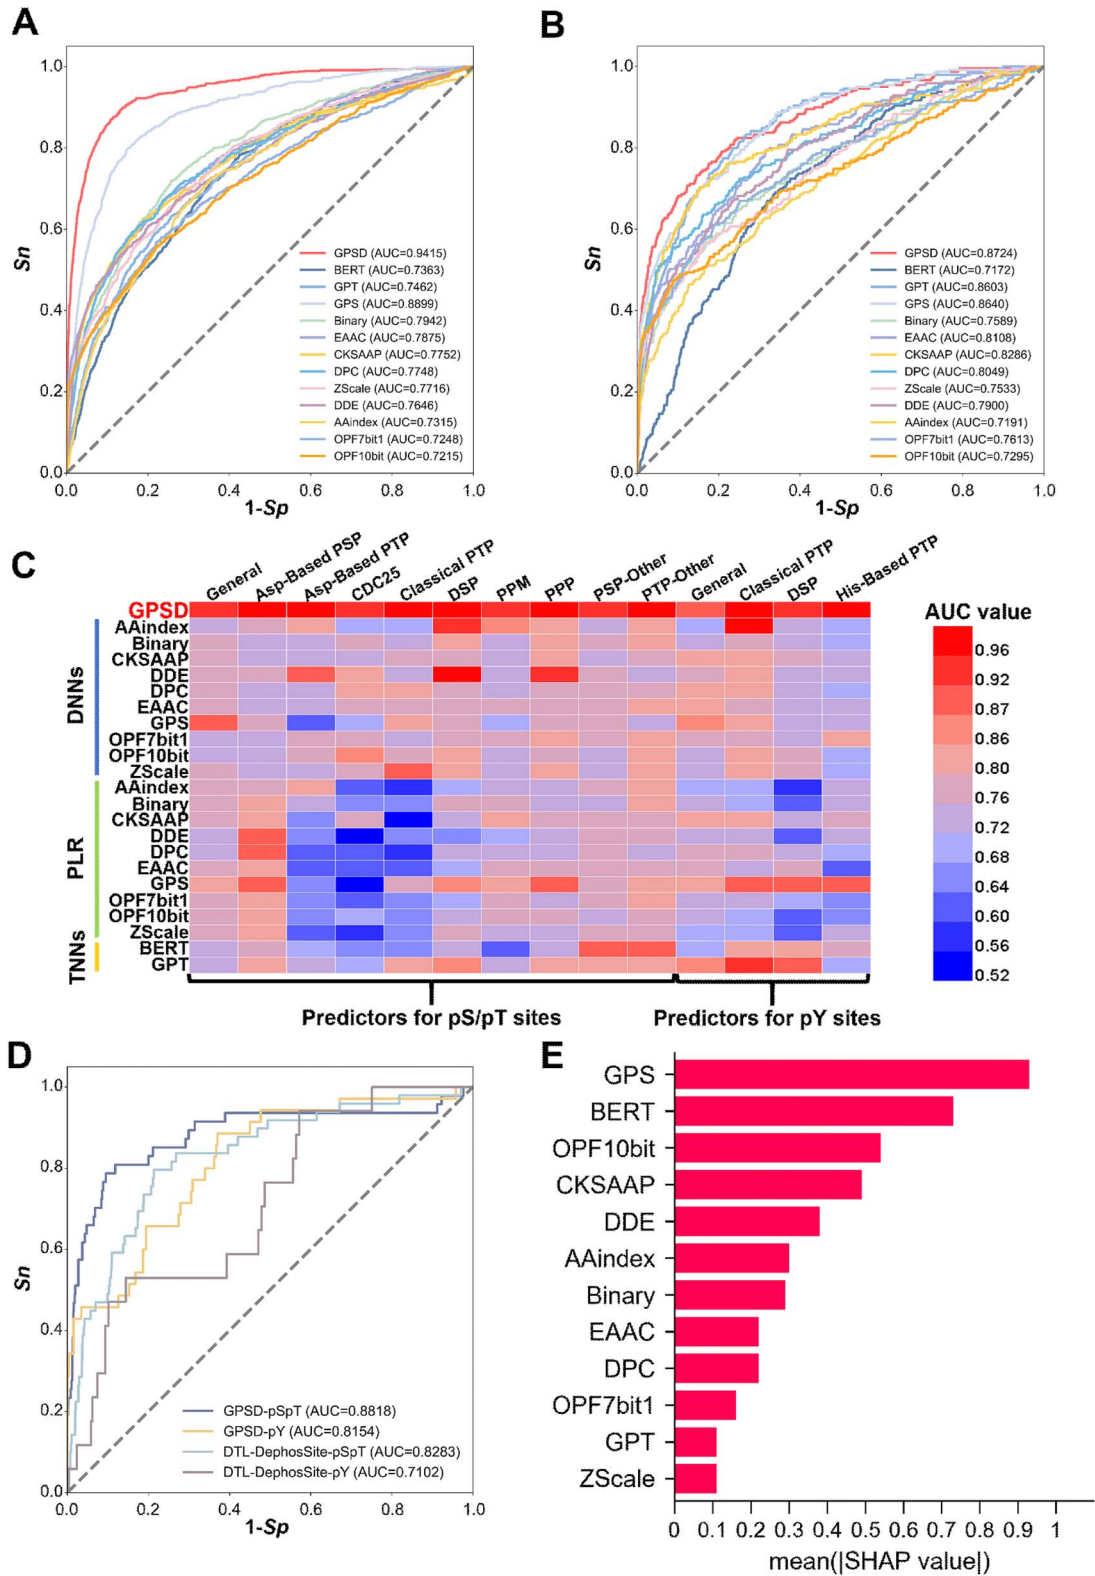 A
1.0
0.8
0.6
0.4
0.2
0.0
Sn
0.0 0.2 0.4 0.6 0.8 1.0
1-Sp
GPSD (AUC=0.9415)
BERT (AUC=0.7363)
GPT (AUC=0.7462)
GPS (AUC=0.8899)
Binary (AUC=0.7942)
EAAC (AUC=0.7875)
CKSAAP (AUC=0.7752)
DPC (AUC=0.7748)
ZScale (AUC=0.7716)
DDE (AUC=0.7646)
AAindex (AUC=0.7315)
OPF7bit1 (AUC=0.7248)
OPF10bit (AUC=0.7215)
B
1.0
0.8
0.6
0.4
0.2
0.0
Sn
0.0 0.2 0.4 0.6 0.8 1.0
1-Sp
GPSD (AUC=0.8724)
BERT (AUC=0.7172)
GPT (AUC=0.8603)
GPS (AUC=0.8640)
Binary (AUC=0.7589)
EAAC (AUC=0.8108)
CKSAAP (AUC=0.8286)
DPC (AUC=0.8049)
ZScale (AUC=0.7533)
DDE (AUC=0.7900)
AAindex (AUC=0.7191)
OPF7bit1 (AUC=0.7613)
OPF10bit (AUC=0.7295)
C
General
Asp-Based PSP
Asp-Based PTP
CDC25
Classical PTP
DSP
PPM
PPP
PSP-Other
PTP-Other
General
Classical PTP
DSP
His-Based PTP
GPSD
DNNs
AAindex
Binary
CKSAAP
DDE
DPC
EAAC
GPS
OPF7bit1
OPF10bit
ZScale
PLR
AAindex
Binary
CKSAAP
DDE
DPC
EAAC
GPS
OPF7bit1
OPF10bit
ZScale
TNNs
BERT
GPT
Predictors for pS/pT sites
Predictors for pY sites
AUC value
0.96
0.92
0.87
0.86
0.80
0.76
0.72
0.68
0.64
0.60
0.56
0.52
D
1.0
0.8
0.6
0.4
0.2
0.0
Sn
0.0 0.2 0.4 0.6 0.8 1.0
1-Sp
GPSD-pSpT (AUC=0.8818)
GPSD-pY (AUC=0.8154)
DTL-DephosSite-pSpT (AUC=0.8283)
DTL-DephosSite-pY (AUC=0.7102)
E
GPS
BERT
OPF10bit
CKSAAP
DDE
AAindex
Binary
EAAC
DPC
OPF7bit1
GPT
ZScale
0 0.1 0.2 0.3 0.4 0.5 0.6 0.7 0.8 0.9 1
mean(|SHAP value|)